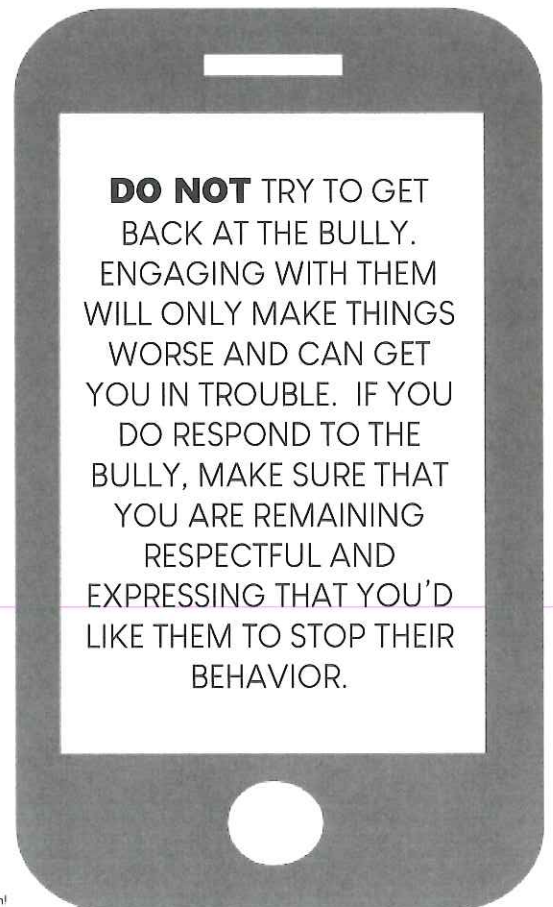 DO NOT TRY TO GET
BACK AT THE BULLY.
ENGAGING WITH THEM
WILL ONLY MAKE THINGS
WORSE AND CAN GET
YOU IN TROUBLE. IF YOU
DO RESPOND TO THE
BULLY, MAKE SURE THAT
YOU ARE REMAINING
RESPECTFUL AND
EXPRESSING THAT YOU'D
LIKE THEM TO STOP THEIR
BEHAVIOR.